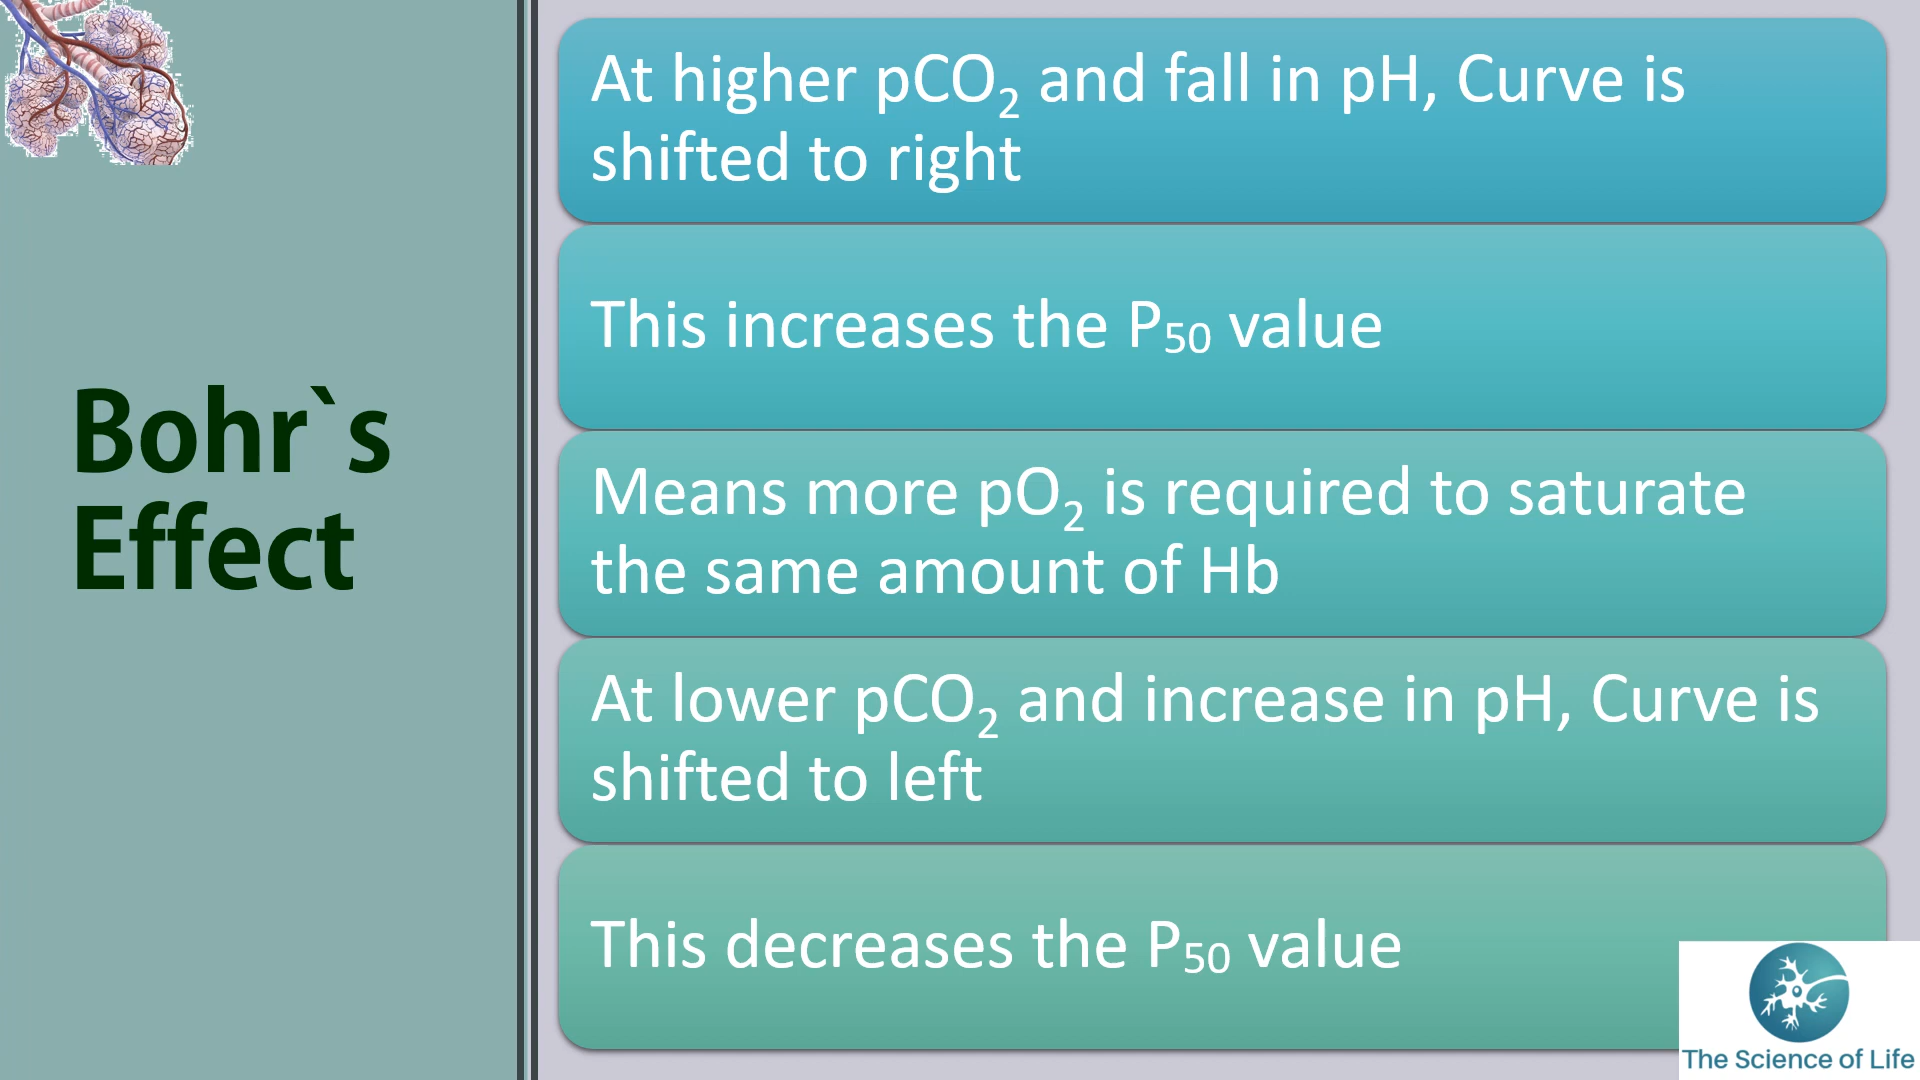 Bohr`s
Effect
At higher pCO₂ and fall in pH, Curve is
shifted to right
This increases the P₅₀ value
Means more pO₂ is required to saturate
the same amount of Hb
At lower pCO₂ and increase in pH, Curve is
shifted to left
This decreases the P₅₀ value
The Science of Life